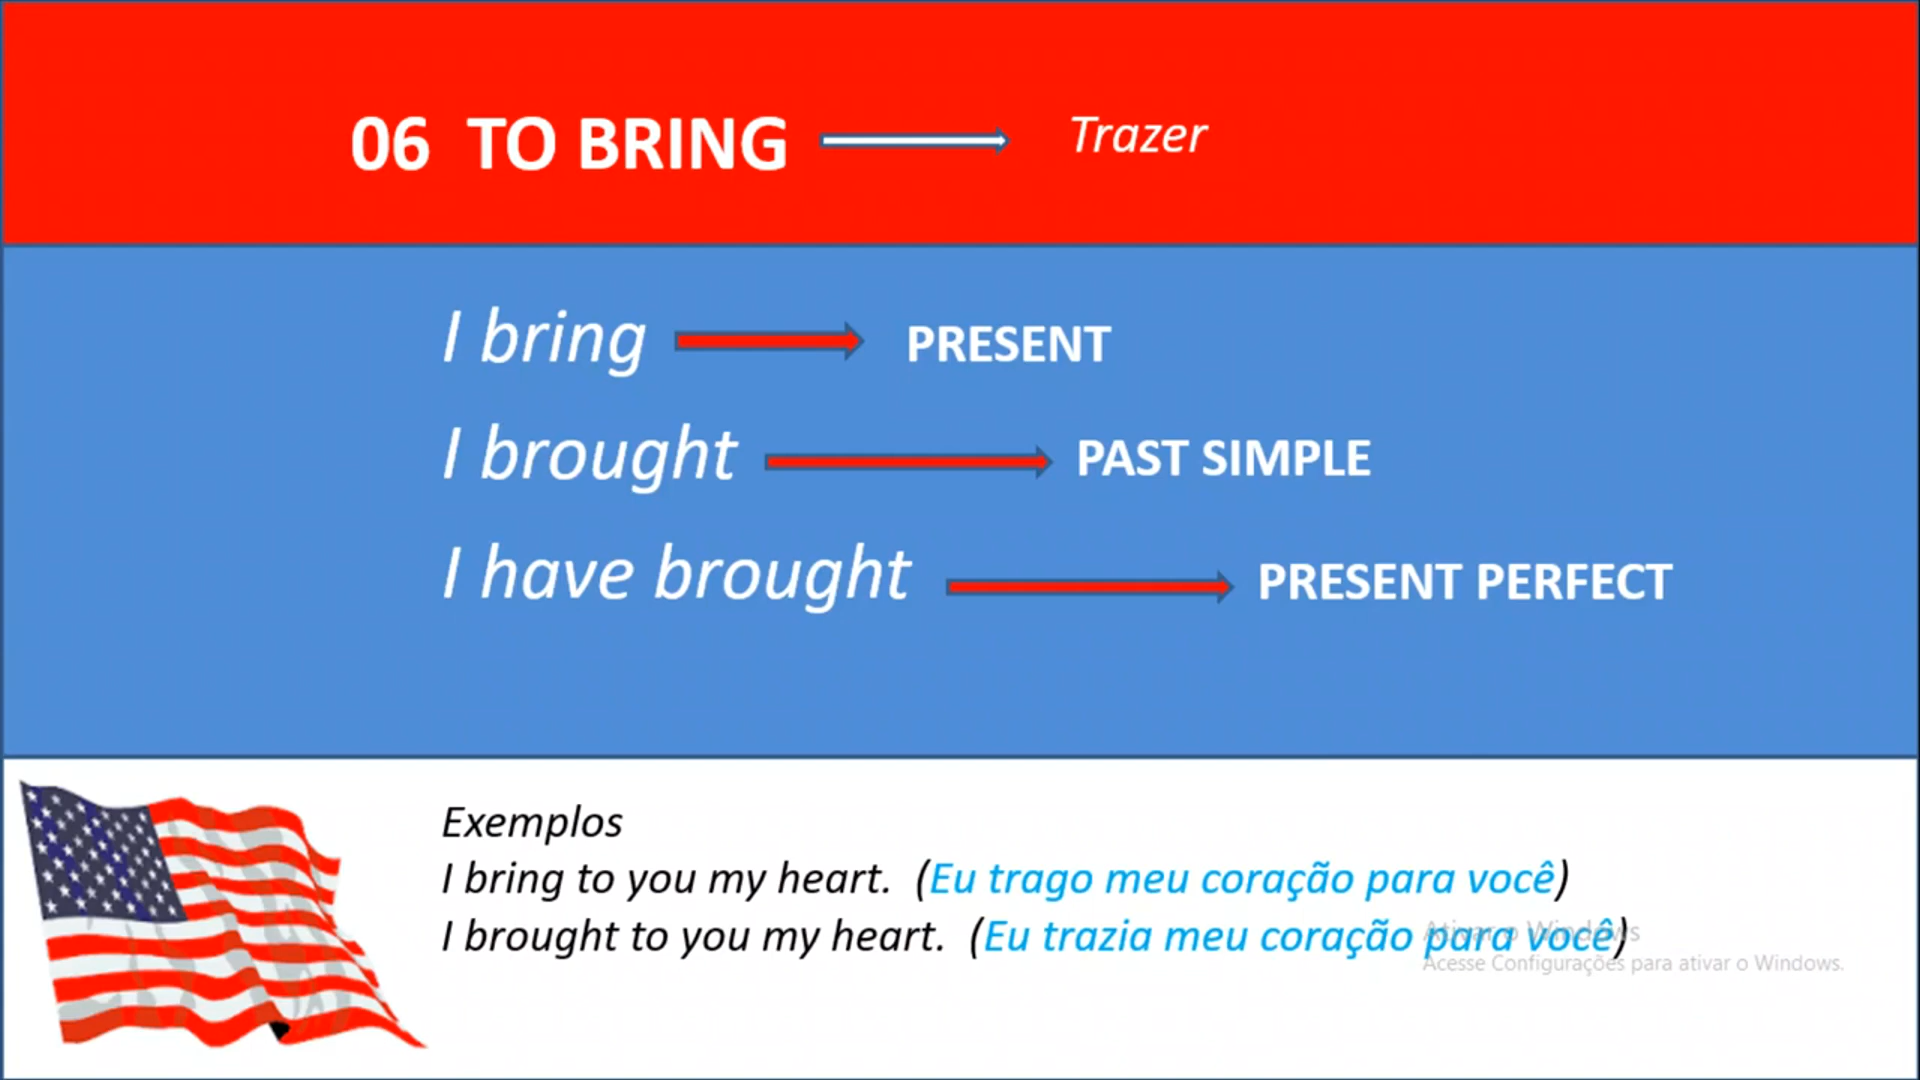 06 TO BRING Trazer
I bring PRESENT
I brought PAST SIMPLE
I have brought PRESENT PERFECT
Exemplos
I bring to you my heart. (Eu trago meu coração para você)
I brought to you my heart. (Eu trazia meu coração para você)
Ativar o Windows
Acesse Configurações para ativar o Windows.